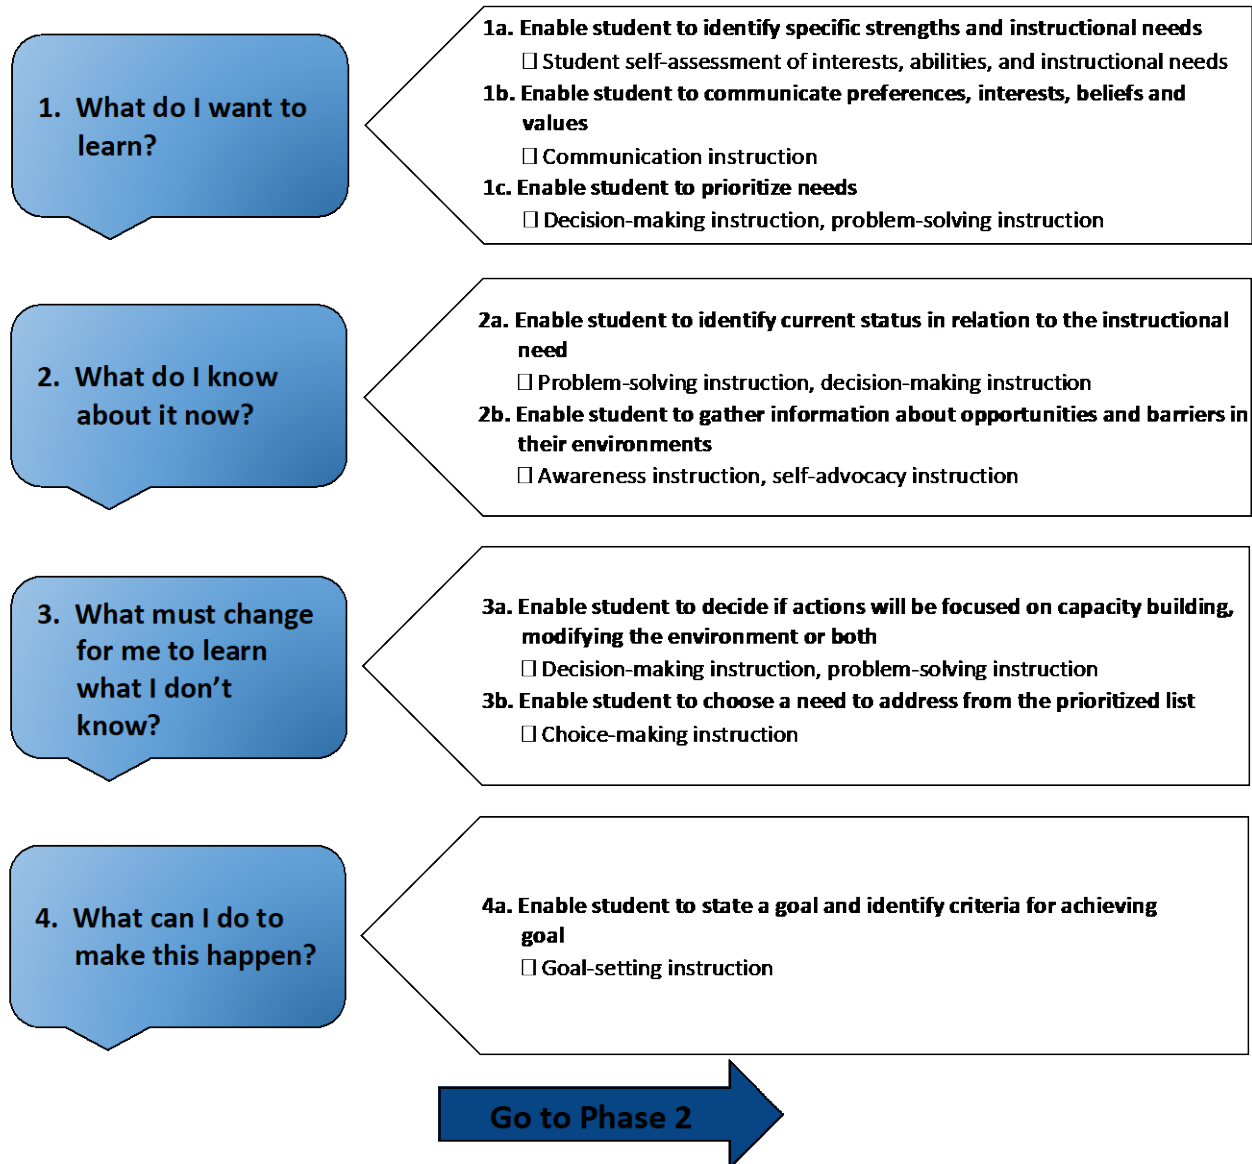 1. What do I want to
learn?
1a. Enable student to identify specific strengths and instructional needs
☐ Student self-assessment of interests, abilities, and instructional needs
1b. Enable student to communicate preferences, interests, beliefs and
values
☐ Communication instruction
1c. Enable student to prioritize needs
☐ Decision-making instruction, problem-solving instruction
2. What do I know
about it now?
2a. Enable student to identify current status in relation to the instructional
need
☐ Problem-solving instruction, decision-making instruction
2b. Enable student to gather information about opportunities and barriers in
their environments
☐ Awareness instruction, self-advocacy instruction
3. What must change
for me to learn
what I don't
know?
3a. Enable student to decide if actions will be focused on capacity building,
modifying the environment or both
☐ Decision-making instruction, problem-solving instruction
3b. Enable student to choose a need to address from the prioritized list
☐ Choice-making instruction
4. What can I do to
make this happen?
4a. Enable student to state a goal and identify criteria for achieving
goal
☐ Goal-setting instruction
Go to Phase 2